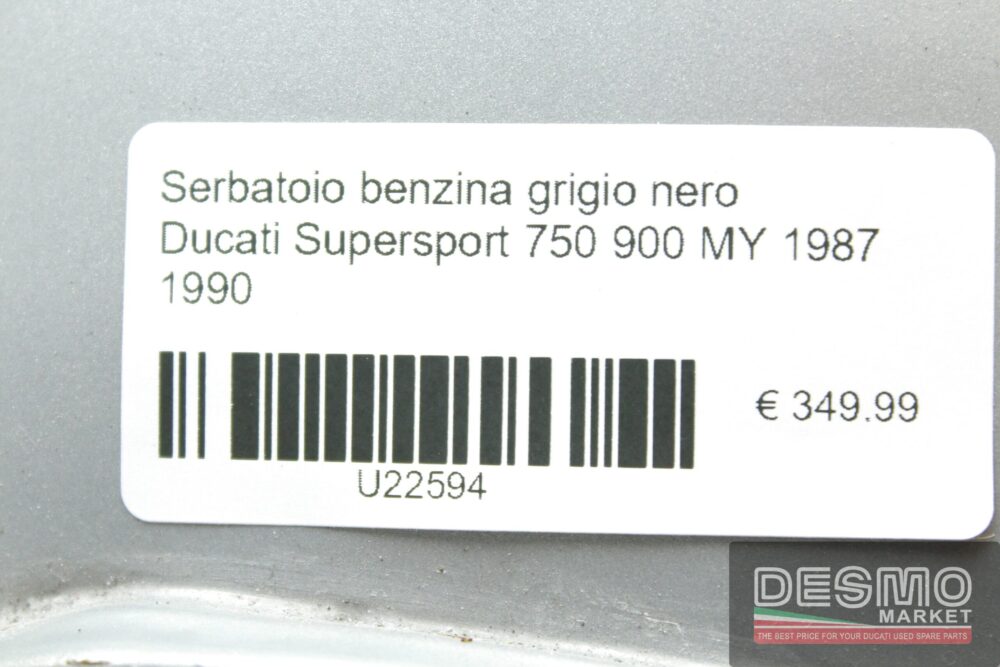 Serbatoio benzina grigio nero
Ducati Supersport 750 900 MY 1987
1990
€ 349.99
U22594
DESMO
MARKET
THE BEST PRICE FOR YOUR DUCATI USED SPARE PARTS